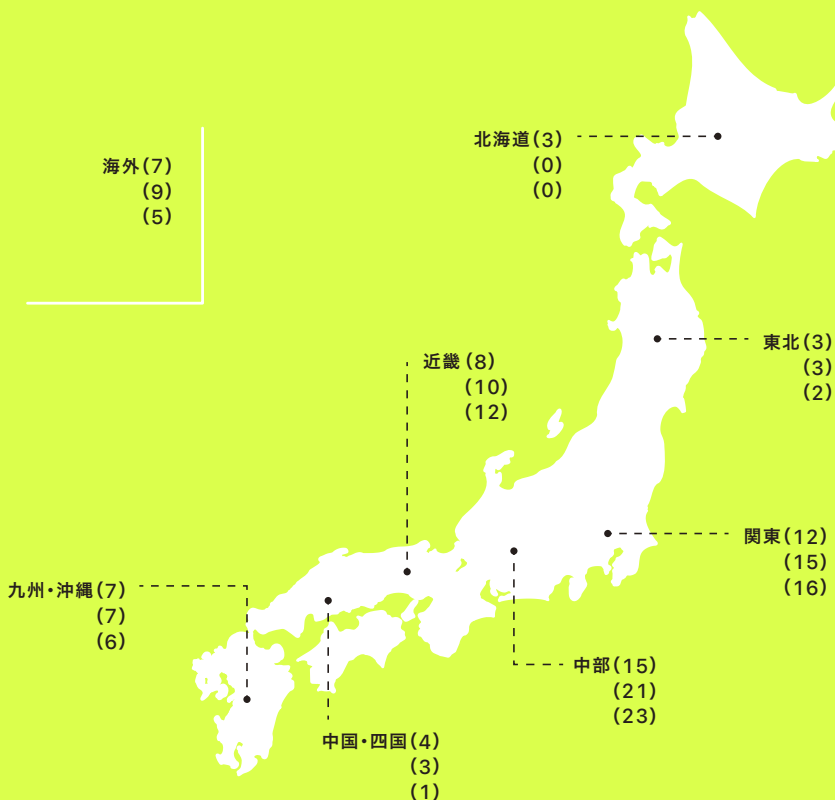 北海道(3)
(0)
(0)
海外(7)
(9)
(5)
東北(3)
(3)
(2)
近畿(8)
(10)
(12)
関東(12)
(15)
(16)
九州・沖縄(7)
(7)
(6)
中部(15)
(21)
(23)
中国・四国(4)
(3)
(1)